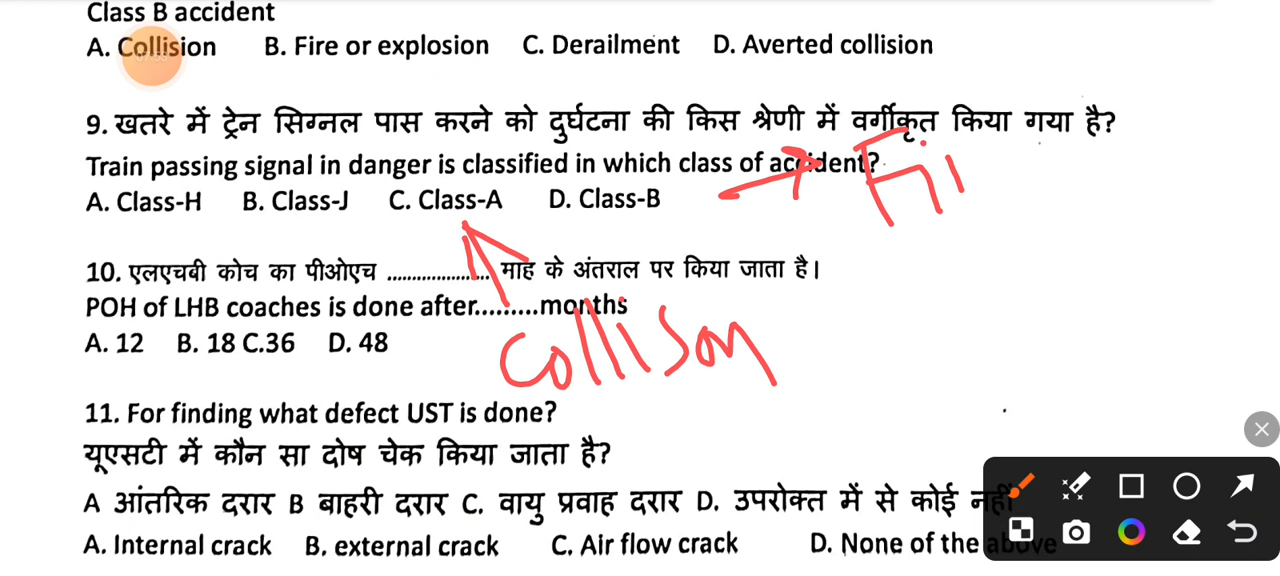 Class B accident
A. Collision B. Fire or explosion C. Derailment D. Averted collision
9. खतरे में ट्रेन सिग्नल पास करने को दुर्घटना की किस श्रेणी में वर्गीकृत किया गया है?
Train passing signal in danger is classified in which class of accident?
A. Class-H B. Class-J C. Class-A D. Class-B
Fi
10. एलएचबी कोच का पीओएच .................... माह के अंतराल पर किया जाता है।
POH of LHB coaches is done after.........months
A. 12 B. 18 C.36 D. 48
Collison
11. For finding what defect UST is done?
यूएसटी में कौन सा दोष चेक किया जाता है?
A आंतरिक दरार B बाहरी दरार C. वायु प्रवाह दरार D. उपरोक्त में से कोई नहीं
A. Internal crack B. external crack C. Air flow crack D. None of the above